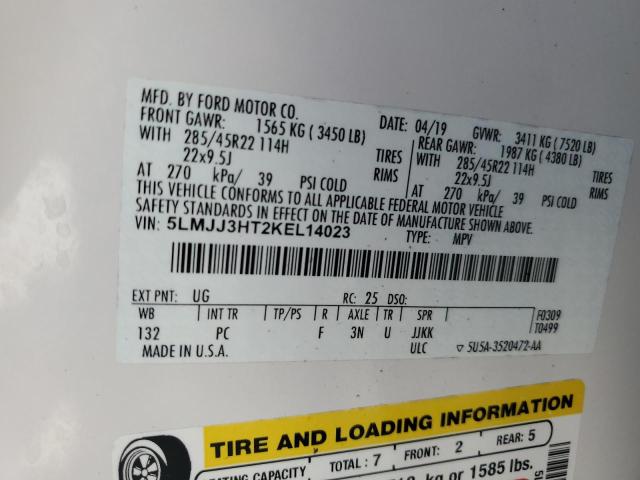 MFD. BY FORD MOTOR CO.
DATE: 04/19 GVWR: 3411 KG (7520 LB)
FRONT GAWR: 1565 KG (3450 LB) REAR GAWR: 1987 KG (4380 LB)
WITH 285/45R22 114H TIRES WITH 285/45R22 114H TIRES
22x9.5J RIMS 22x9.5J RIMS
AT 270 kPa/ 39 PSI COLD AT 270 kPa/ 39 PSI COLD
THIS VEHICLE CONFORMS TO ALL APPLICABLE FEDERAL MOTOR VEHICLE
SAFETY STANDARDS IN EFFECT ON THE DATE OF MANUFACTURE SHOWN ABOVE.
VIN: 5LMJJ3HT2KEL14023 TYPE: MPV
EXT PNT: UG RC: 25 DSO:
WB INT TR TP/PS R AXLE TR SPR F0309
132 PC F 3N U JJKK T0499
MADE IN U.S.A. ULC ▽ 5U5A-3520472-AA
TIRE AND LOADING INFORMATION
SEATING CAPACITY TOTAL: 7 FRONT: 2 REAR: 5
kg or 1585 lbs.